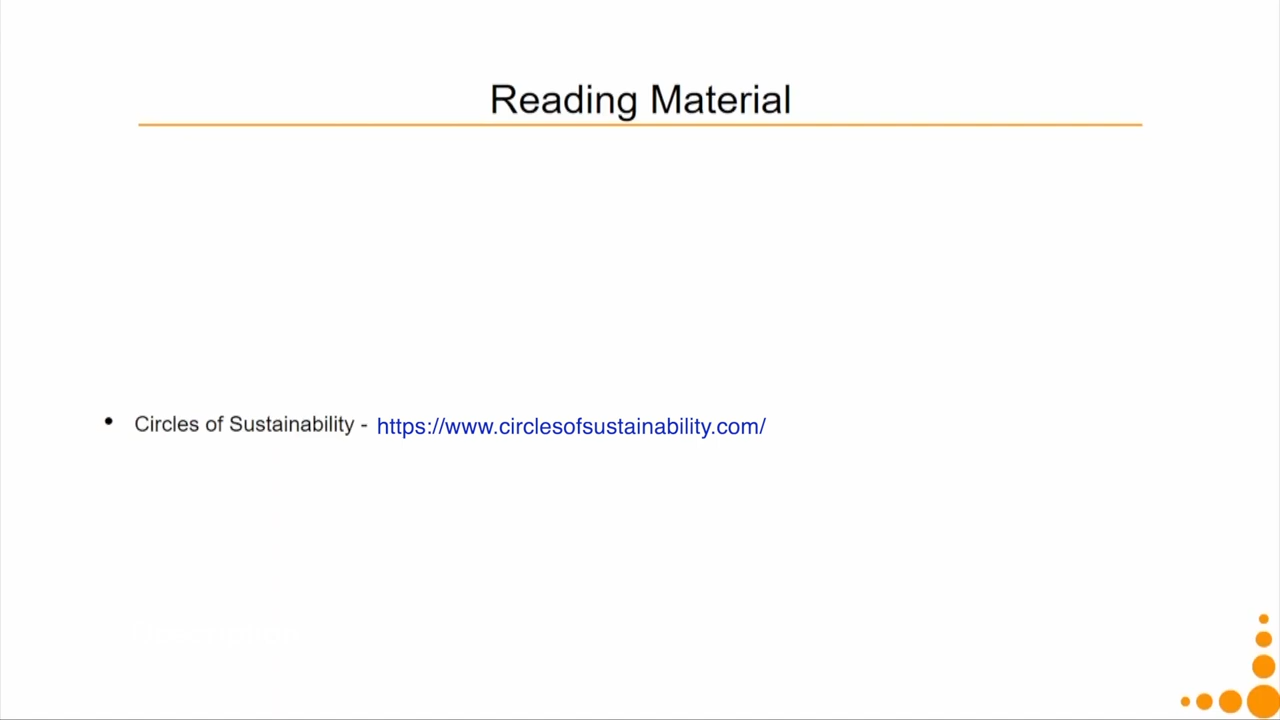 Reading Material
• Circles of Sustainability - https://www.circlesofsustainability.com/